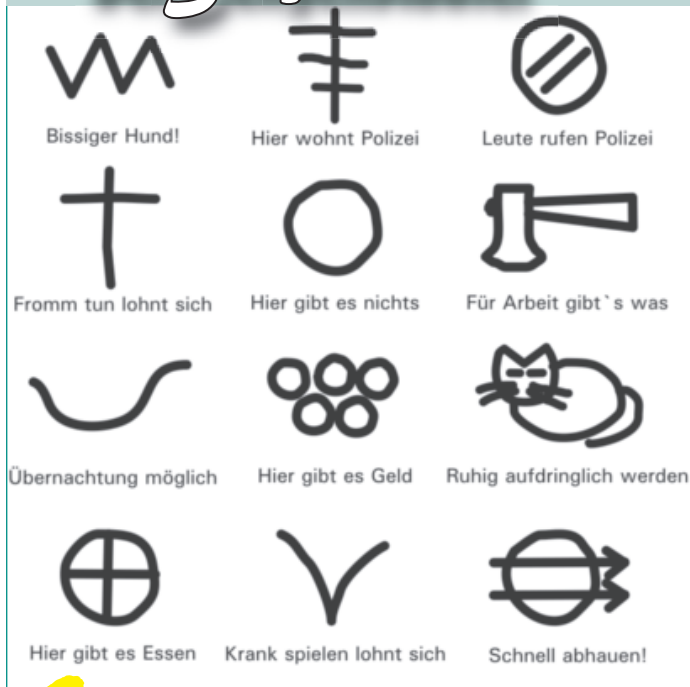 Bissiger Hund!
Hier wohnt Polizei
Leute rufen Polizei
Fromm tun lohnt sich
Hier gibt es nichts
Für Arbeit gibt`s was
Übernachtung möglich
Hier gibt es Geld
Ruhig aufdringlich werden
Hier gibt es Essen
Krank spielen lohnt sich
Schnell abhauen!